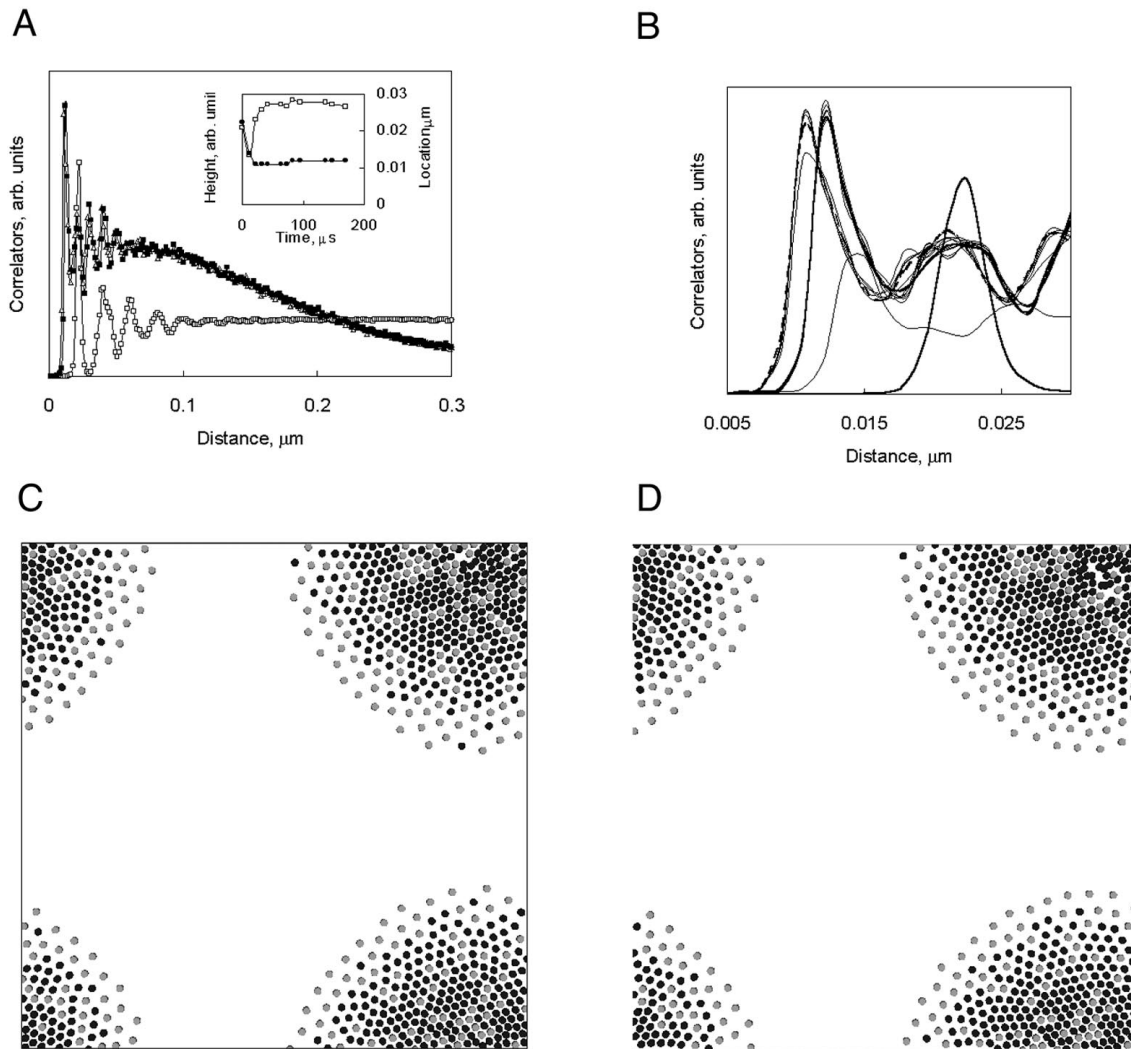 A
B
Correlators, arb. units
Height, arb. umil
Location,μm
0.03
0.02
0.01
0
0
100
200
Time, μs
0
0.1
0.2
0.3
Distance, μm
Correlators, arb. units
0.005
0.015
0.025
Distance, μm
C
D